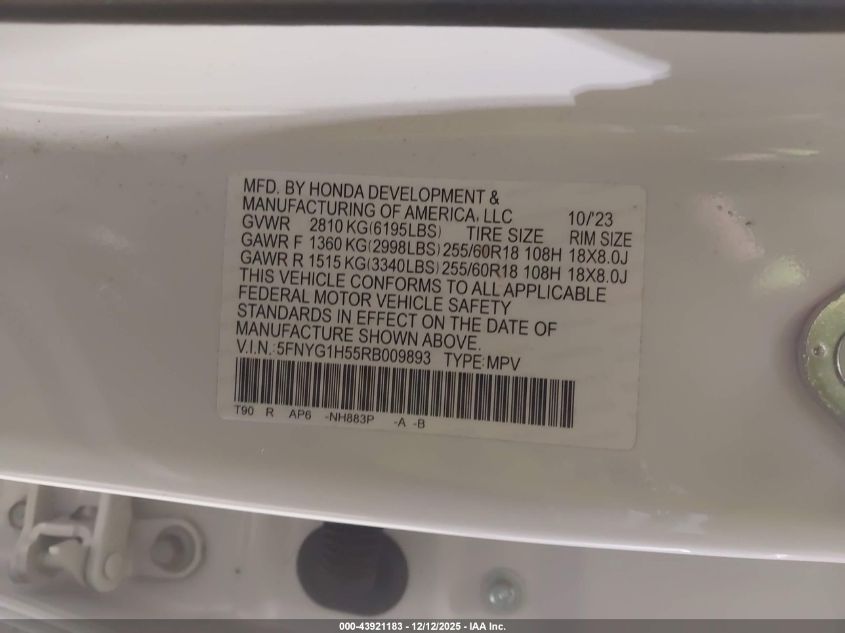 MFD. BY HONDA DEVELOPMENT &
MANUFACTURING OF AMERICA, LLC 10/'23
GVWR 2810 KG(6195LBS) TIRE SIZE RIM SIZE
GAWR F 1360 KG(2998LBS) 255/60R18 108H 18X8.0J
GAWR R 1515 KG(3340LBS) 255/60R18 108H 18X8.0J
THIS VEHICLE CONFORMS TO ALL APPLICABLE
FEDERAL MOTOR VEHICLE SAFETY
STANDARDS IN EFFECT ON THE DATE OF
MANUFACTURE SHOWN ABOVE.
V.I.N.: 5FNYG1H55RB009893 TYPE: MPV
T90 R AP6 -NH883P -A -B
000-43921183 - 12/12/2025 - IAA Inc.